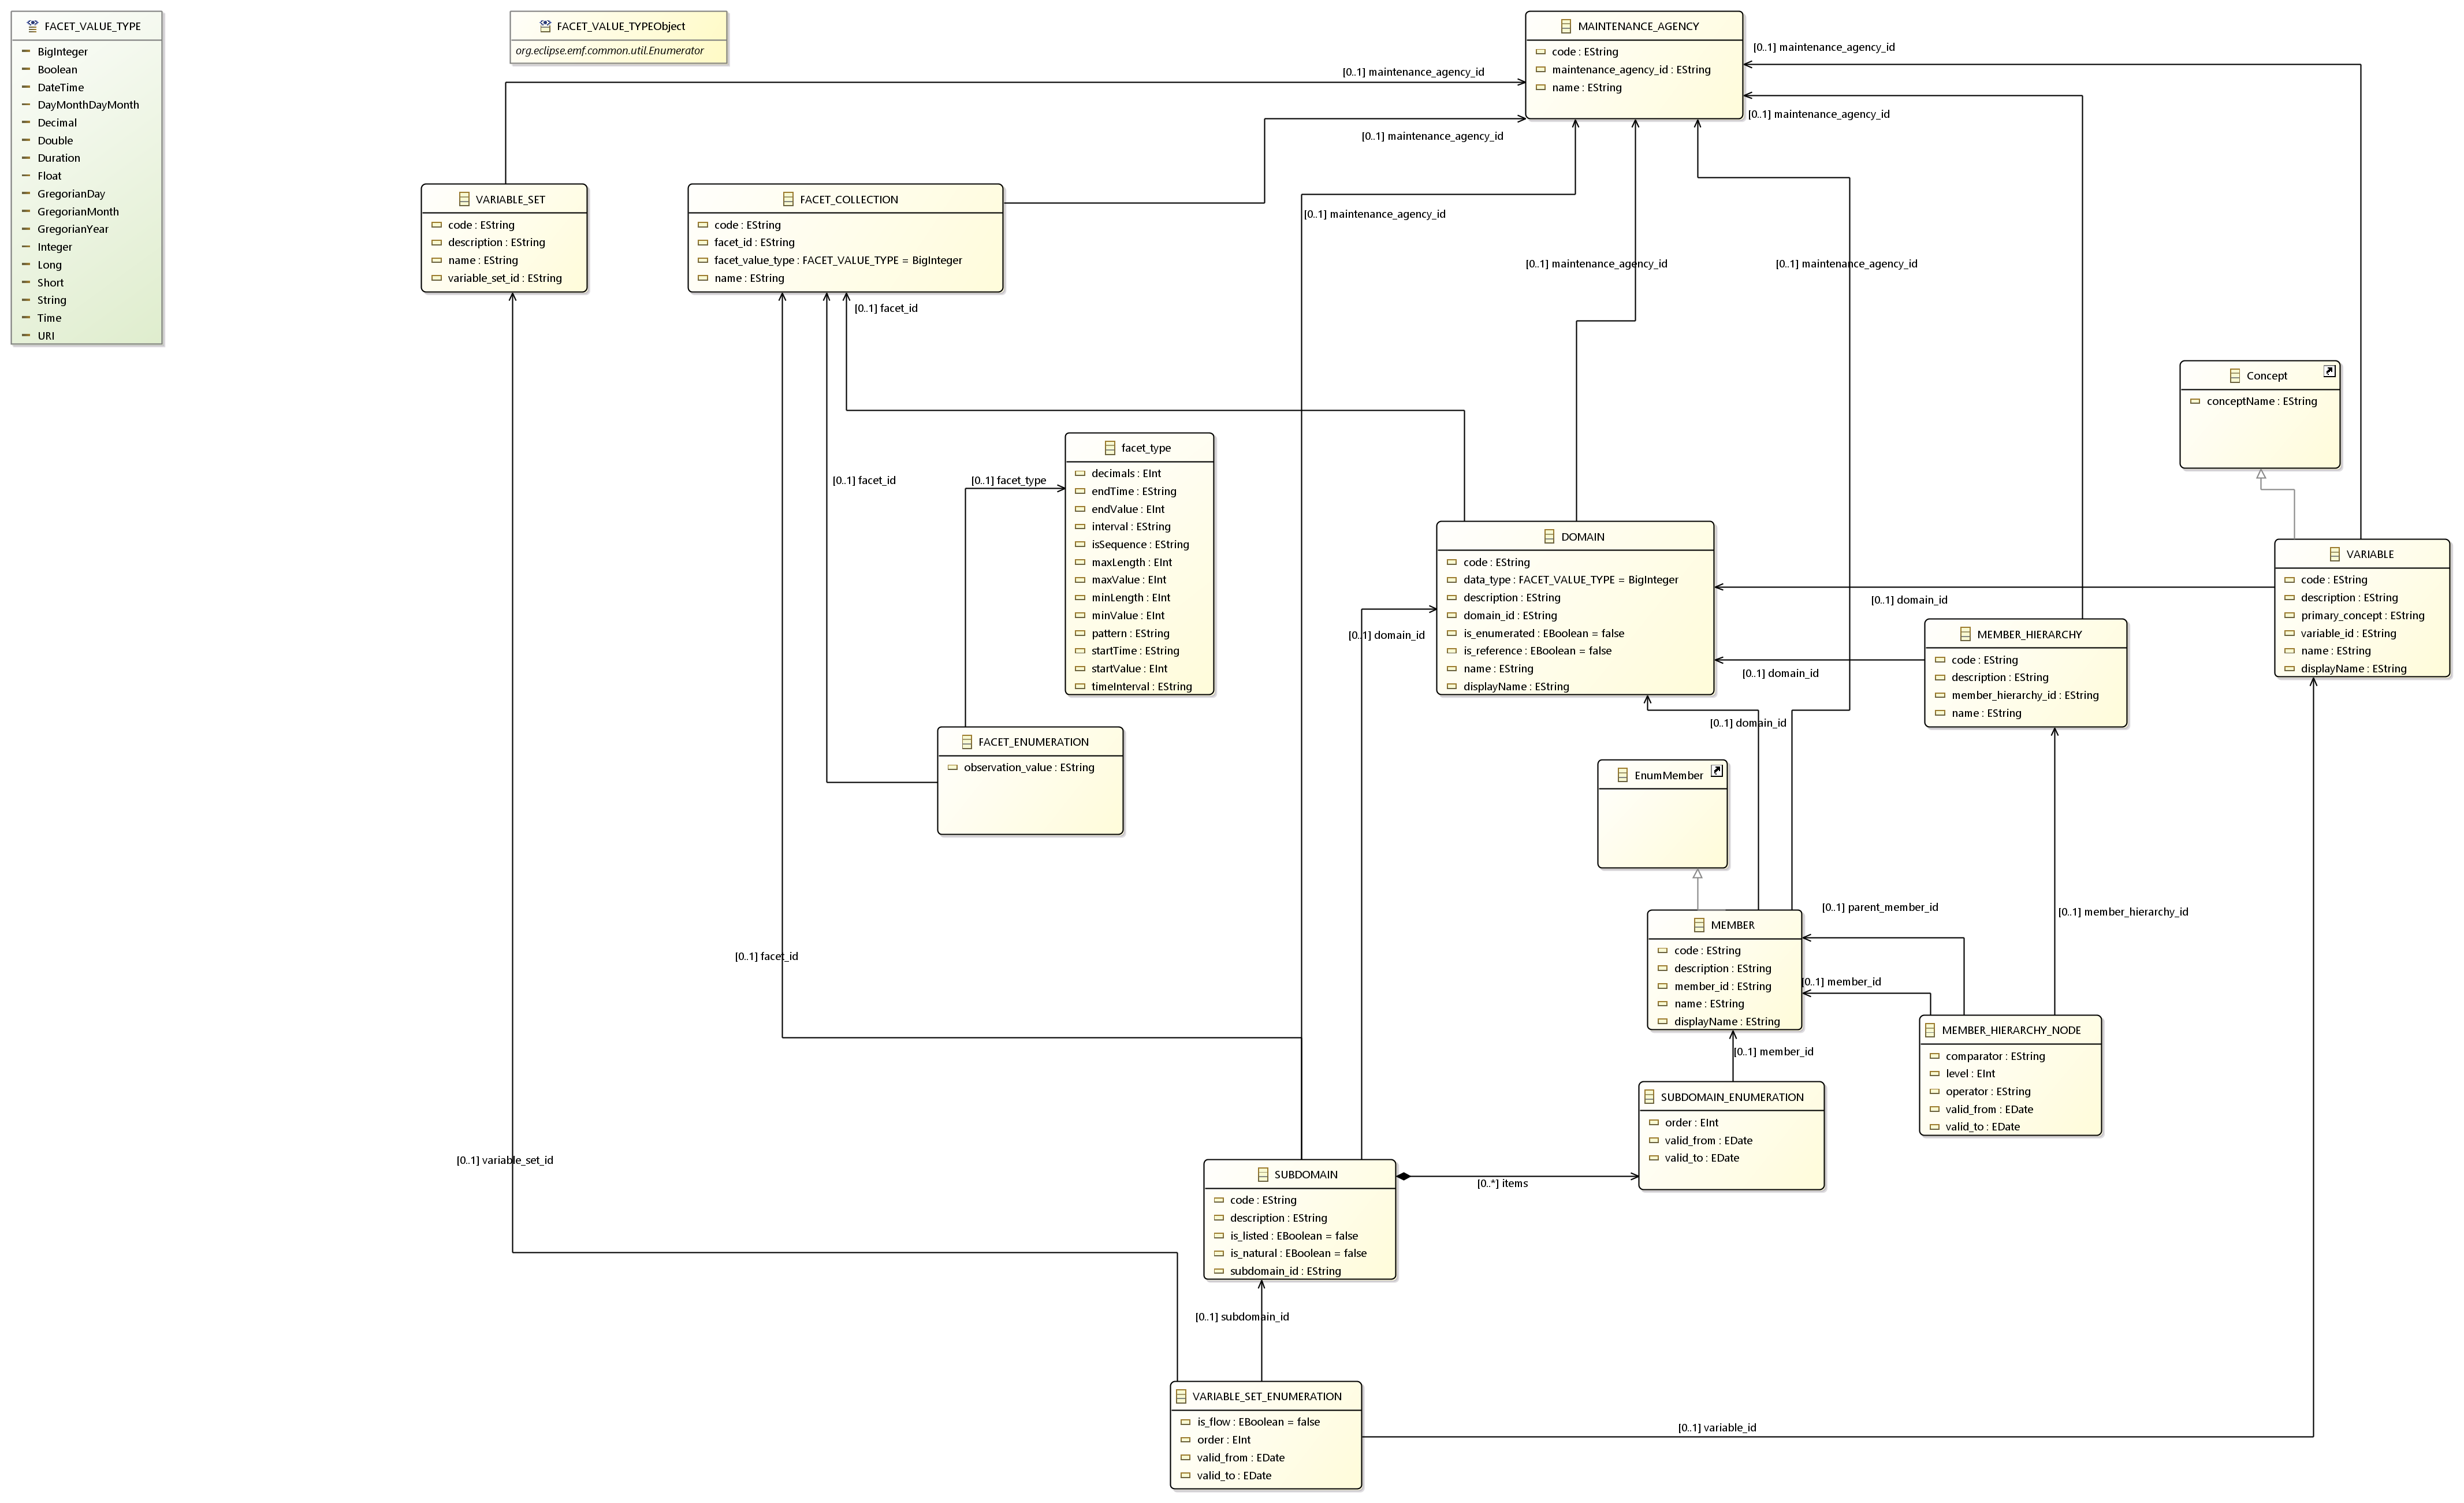 FACET_VALUE_TYPE
BigInteger
Boolean
DateTime
DayMonthDayMonth
Decimal
Double
Duration
Float
GregorianDay
GregorianMonth
GregorianYear
Integer
Long
Short
String
Time
URI
FACET_VALUE_TYPEObject
org.eclipse.emf.common.util.Enumerator
MAINTENANCE_AGENCY
code : EString
maintenance_agency_id : EString
name : EString
[0..1] maintenance_agency_id
[0..1] maintenance_agency_id
[0..1] maintenance_agency_id
[0..1] maintenance_agency_id
[0..1] maintenance_agency_id
[0..1] maintenance_agency_id
[0..1] maintenance_agency_id
VARIABLE_SET
code : EString
description : EString
name : EString
variable_set_id : EString
FACET_COLLECTION
code : EString
facet_id : EString
facet_value_type : FACET_VALUE_TYPE = BigInteger
name : EString
[0..1] facet_id
Concept
conceptName : EString
facet_type
decimals : EInt
endTime : EString
endValue : EInt
interval : EString
isSequence : EString
maxLength : EInt
maxValue : EInt
minLength : EInt
minValue : EInt
pattern : EString
startTime : EString
startValue : EInt
timeInterval : EString
[0..1] facet_id
[0..1] facet_type
DOMAIN
code : EString
data_type : FACET_VALUE_TYPE = BigInteger
description : EString
domain_id : EString
is_enumerated : EBoolean = false
is_reference : EBoolean = false
name : EString
displayName : EString
VARIABLE
code : EString
description : EString
primary_concept : EString
variable_id : EString
name : EString
displayName : EString
[0..1] domain_id
[0..1] domain_id
MEMBER_HIERARCHY
code : EString
description : EString
member_hierarchy_id : EString
name : EString
[0..1] domain_id
[0..1] domain_id
FACET_ENUMERATION
observation_value : EString
EnumMember
MEMBER
code : EString
description : EString
member_id : EString
name : EString
displayName : EString
[0..1] parent_member_id
[0..1] member_hierarchy_id
[0..1] facet_id
[0..1] member_id
MEMBER_HIERARCHY_NODE
comparator : EString
level : EInt
operator : EString
valid_from : EDate
valid_to : EDate
[0..1] member_id
SUBDOMAIN_ENUMERATION
order : EInt
valid_from : EDate
valid_to : EDate
[0..1] variable_set_id
SUBDOMAIN
code : EString
description : EString
is_listed : EBoolean = false
is_natural : EBoolean = false
subdomain_id : EString
[0..*] items
[0..1] subdomain_id
VARIABLE_SET_ENUMERATION
is_flow : EBoolean = false
order : EInt
valid_from : EDate
valid_to : EDate
[0..1] variable_id